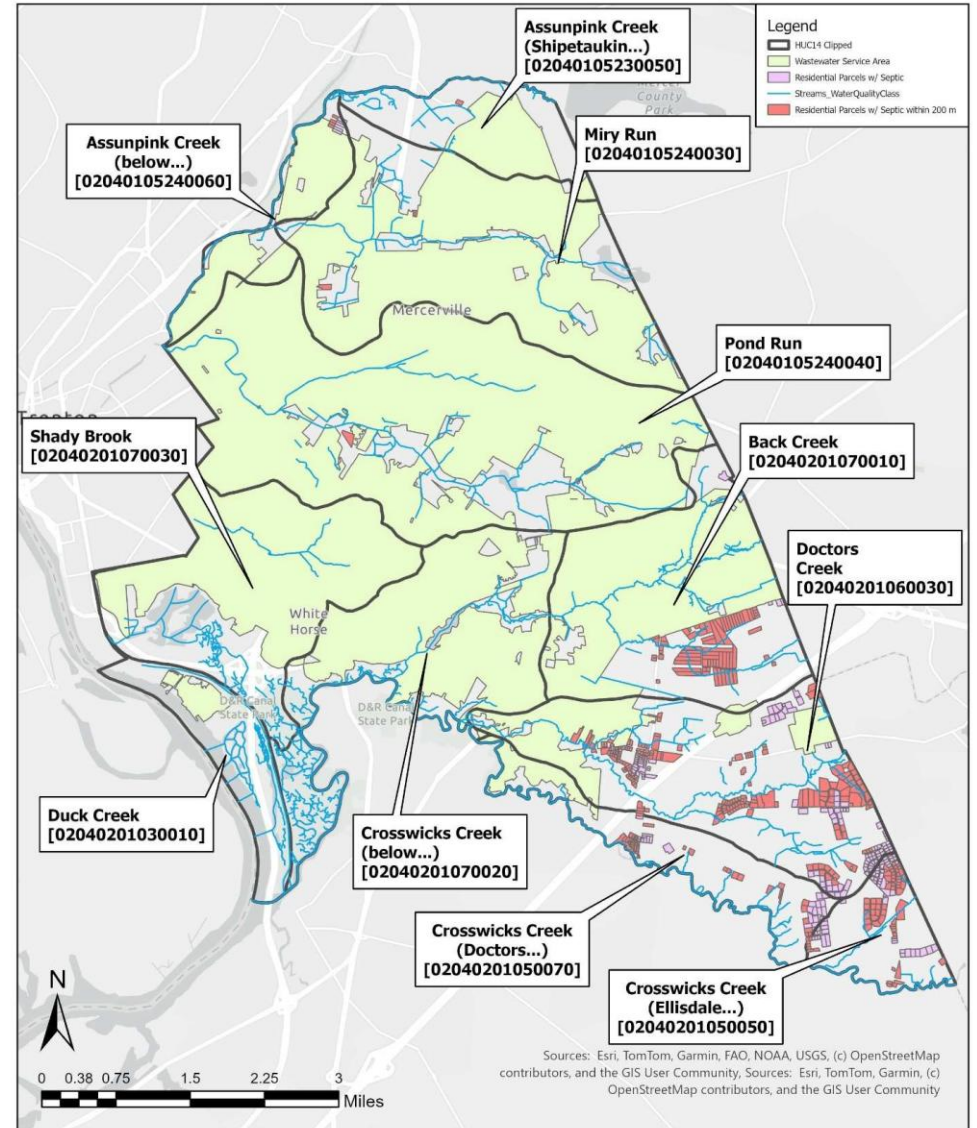 Legend
HUC14 Clipped
Wastewater Service Area
Residential Parcels w/ Septic
Streams_WaterQualityClass
Residential Parcels w/ Septic within 200 m
Assunpink Creek
(Shipetaukin...)
[02040105230050]
County
Park
Miry Run
[02040105240030]
Assunpink Creek
(below...)
[02040105240060]
Mercerville
Pond Run
[02040105240040]
Shady Brook
[02040201070030]
Back Creek
[02040201070010]
Doctors
Creek
[02040201060030]
White
Horse
D&R Canal
State Park
D&R Canal
State Park
Duck Creek
[02040201030010]
Crosswicks Creek
(below...)
[02040201070020]
Crosswicks Creek
(Doctors...)
[02040201050070]
Crosswicks Creek
(Ellisdale...)
[02040201050050]
N
0 0.38 0.75 1.5 2.25 3
Miles
Sources: Esri, TomTom, Garmin, FAO, NOAA, USGS, (c) OpenStreetMap
contributors, and the GIS User Community, Sources: Esri, TomTom, Garmin, (c)
OpenStreetMap contributors, and the GIS User Community